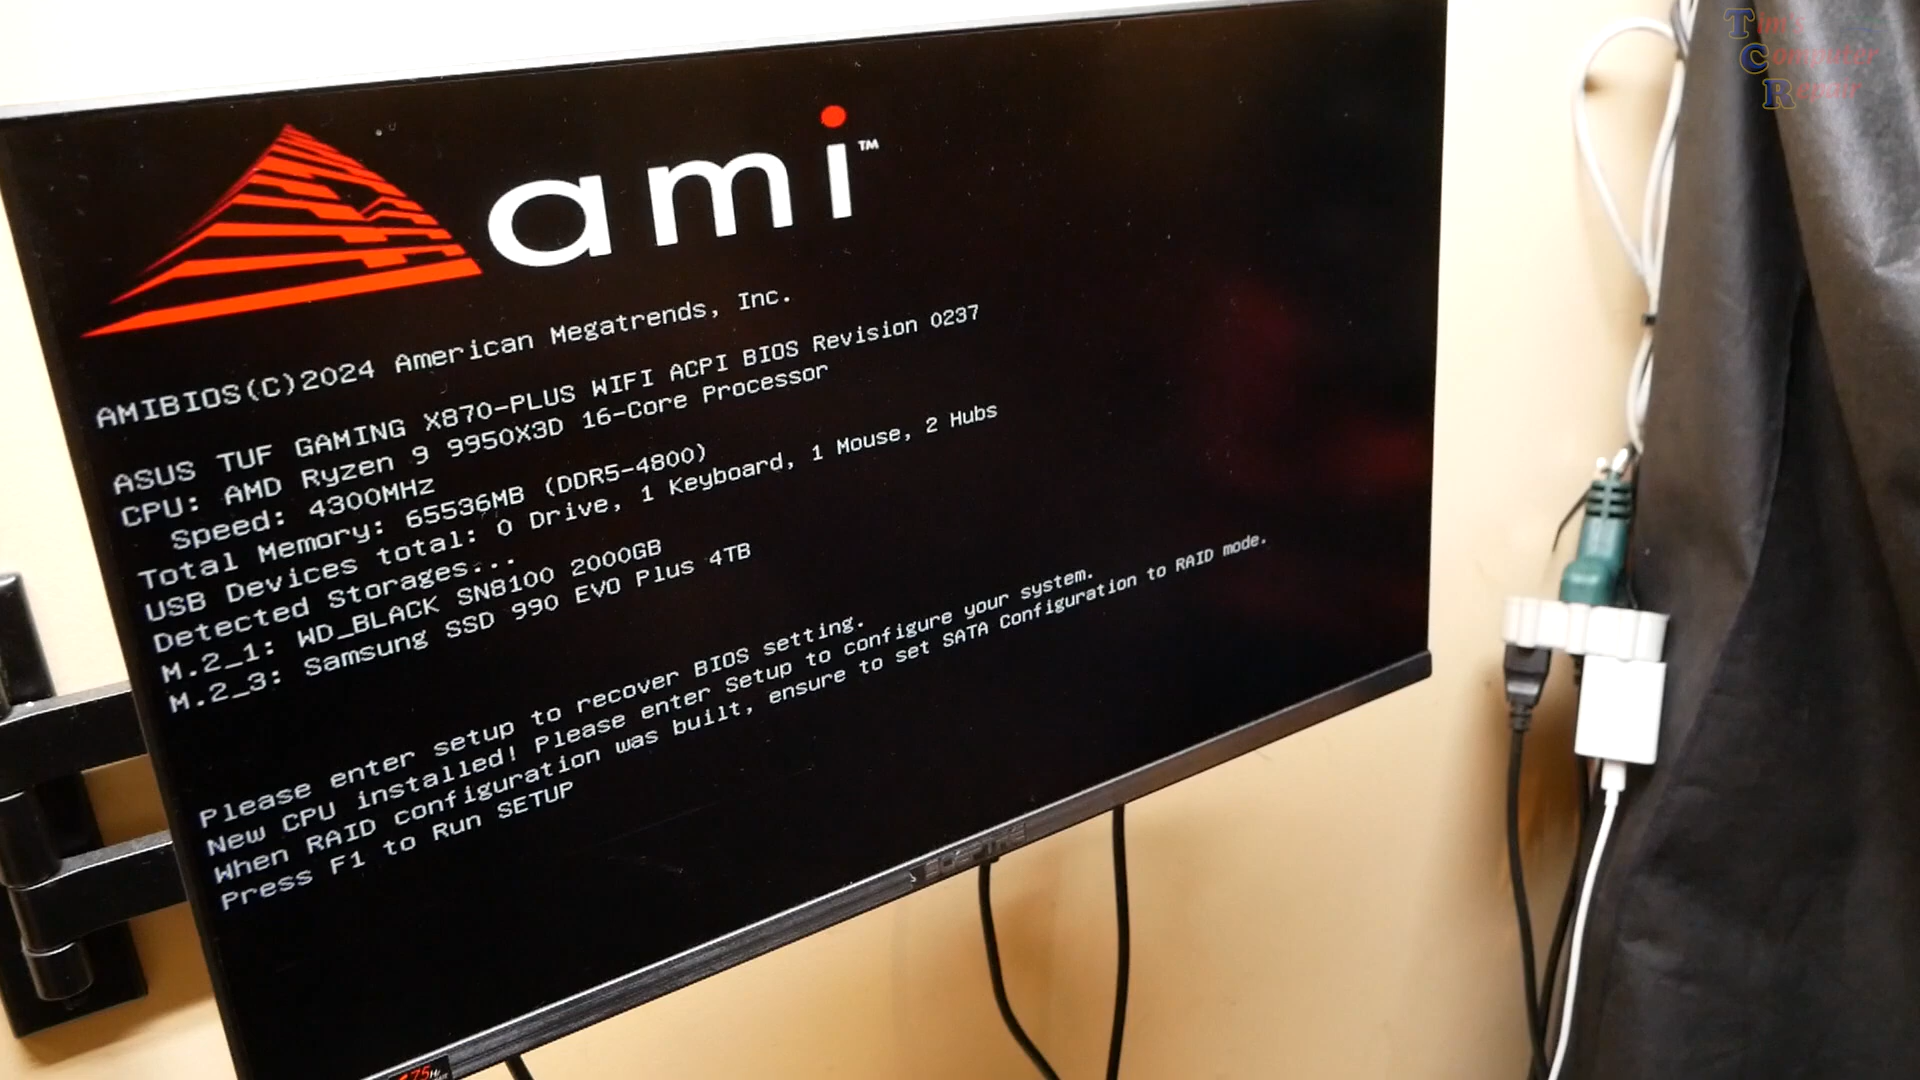 Tim's
Computer
Repair
ami™
AMIBIOS(C)2024 American Megatrends, Inc.
ASUS TUF GAMING X870-PLUS WIFI ACPI BIOS Revision 0237
CPU: AMD Ryzen 9 9950X3D 16-Core Processor
Speed: 4300MHz
Total Memory: 65536MB (DDR5-4800)
USB Devices total: 0 Drive, 1 Keyboard, 1 Mouse, 2 Hubs
Detected Storages...
M.2_1: WD_BLACK SN8100 2000GB
M.2_3: Samsung SSD 990 EVO Plus 4TB
Please enter setup to recover BIOS setting.
New CPU installed! Please enter Setup to configure your system.
When RAID configuration was built, ensure to set SATA Configuration to RAID mode.
Press F1 to Run SETUP
SCEPTRE
75Hz